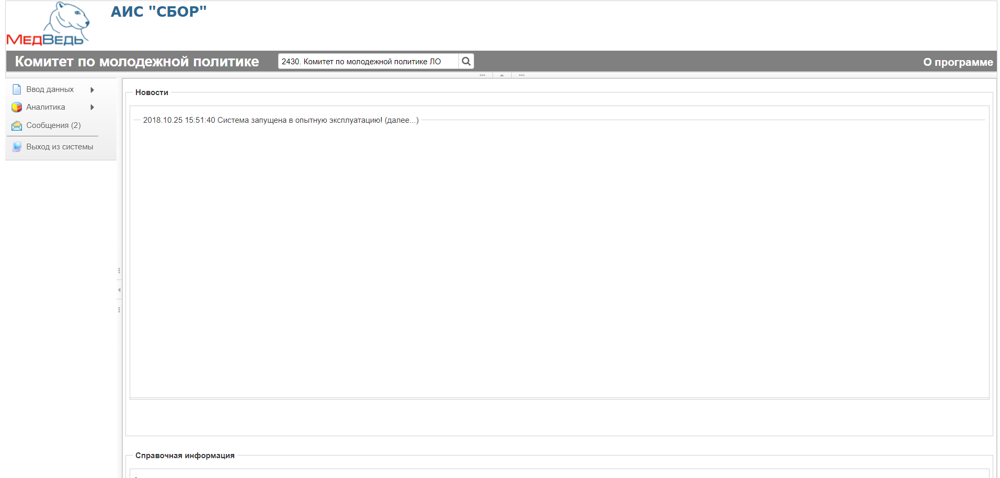 АИС "СБОР"
МедВедь
Комитет по молодежной политике
2430. Комитет по молодежной политике ЛО
О программе
Ввод данных
Аналитика
Сообщения (2)
Выход из системы
Новости
2018.10.25 15:51:40 Система запущена в опытную эксплуатацию! (далее...)
Справочная информация